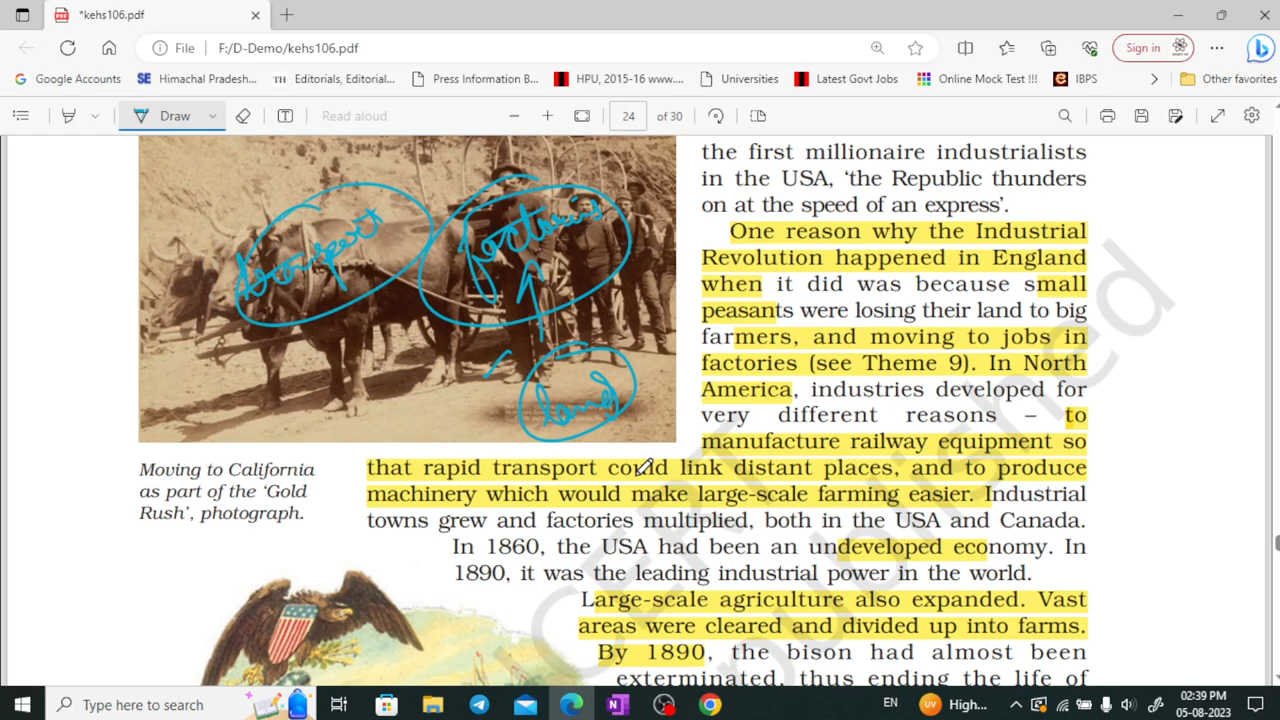 *kehs106.pdf
File F:/D-Demo/kehs106.pdf
Sign in
Google Accounts SE Himachal Pradesh... TH Editorials, Editorial... Press Information B... HPU, 2015-16 www.... Universities Latest Govt Jobs Online Mock Test !!! IBPS Other favorites
Draw Read aloud 24 of 30
the first millionaire industrialists
in the USA, ‘the Republic thunders
on at the speed of an express’.
One reason why the Industrial
Revolution happened in England
when it did was because small
peasants were losing their land to big
farmers, and moving to jobs in
factories (see Theme 9). In North
America, industries developed for
very different reasons – to
manufacture railway equipment so
that rapid transport could link distant places, and to produce
machinery which would make large-scale farming easier. Industrial
towns grew and factories multiplied, both in the USA and Canada.
In 1860, the USA had been an undeveloped economy. In
1890, it was the leading industrial power in the world.
Large-scale agriculture also expanded. Vast
areas were cleared and divided up into farms.
By 1890, the bison had almost been
exterminated, thus ending the life of
transport
factories
land
Moving to California
as part of the ‘Gold
Rush’, photograph.
NCERT
republished
Type here to search
EN UV High... 02:39 PM
05-08-2023